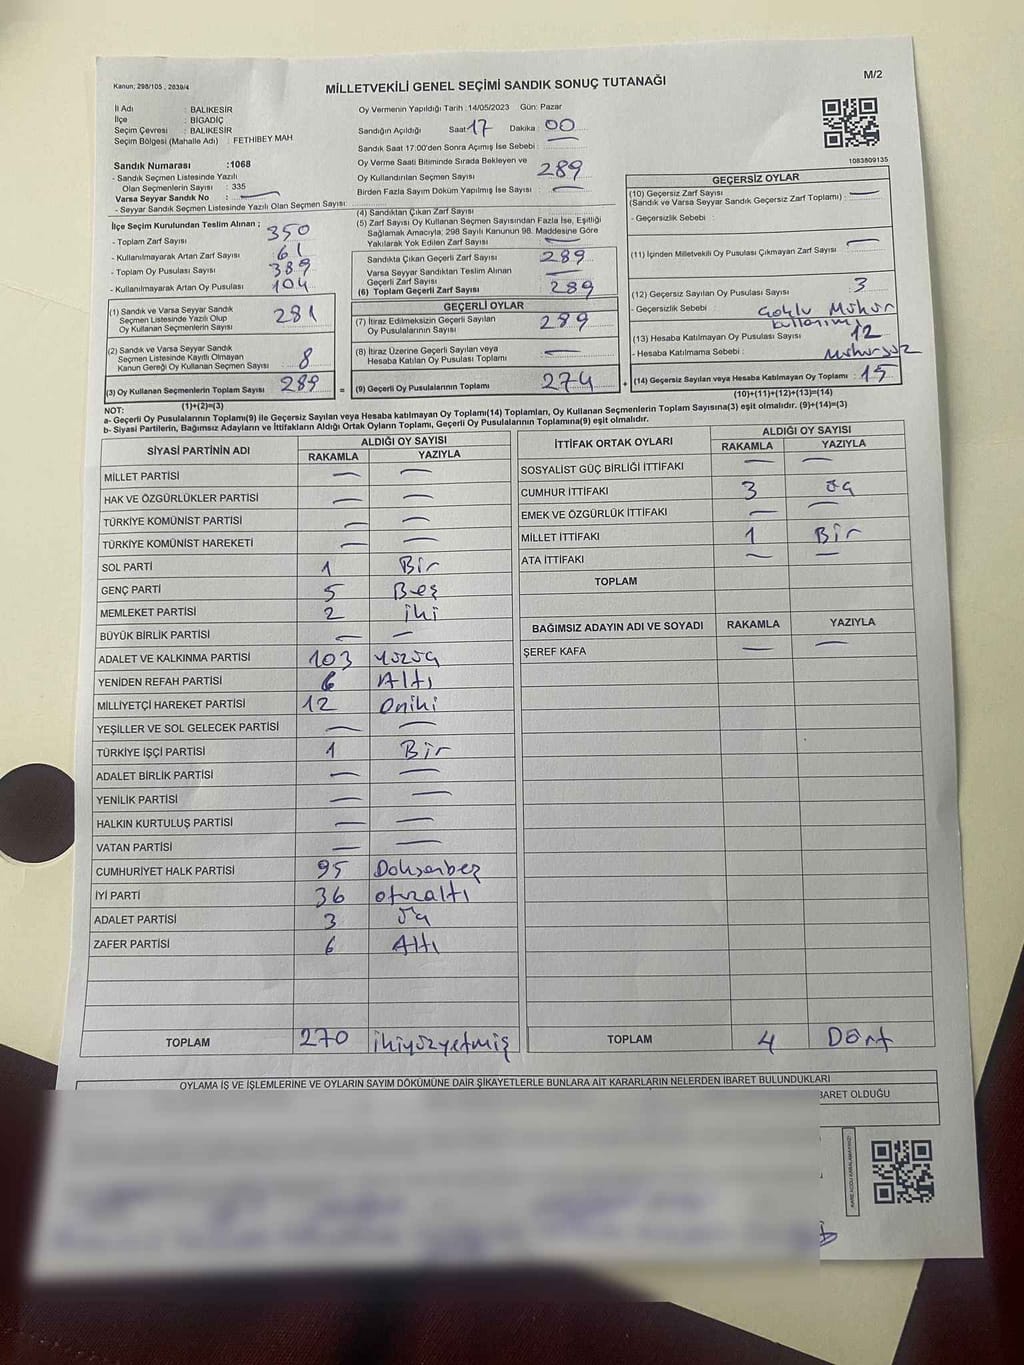 Kanun; 298/105 , 2839/4
MİLLETVEKİLİ GENEL SEÇİMİ SANDIK SONUÇ TUTANAĞI
M/2
İl Adı : BALIKESİR
İlçe : BİGADİÇ
Seçim Çevresi : BALIKESİR
Seçim Bölgesi (Mahalle Adı) : FETHIBEY MAH
Sandık Numarası :1068
- Sandık Seçmen Listesinde Yazılı
Olan Seçmenlerin Sayısı : 335
Varsa Seyyar Sandık No : —
- Seyyar Sandık Seçmen Listesinde Yazılı Olan Seçmen Sayısı:
Oy Vermenin Yapıldığı Tarih :14/05/2023 Gün: Pazar
Sandığın Açıldığı Saat: 17 Dakika : 00
Sandık Saat 17:00'den Sonra Açımış İse Sebebi :
Oy Verme Saati Bitiminde Sırada Bekleyen ve
Oy Kullandırılan Seçmen Sayısı : 289
Birden Fazla Sayım Döküm Yapılmış İse Sayısı : —
1083809135
İlçe Seçim Kurulundan Teslim Alınan ;
- Toplam Zarf Sayısı 350
- Kullanılmayarak Artan Zarf Sayısı 61
- Toplam Oy Pusulası Sayısı 389
- Kullanılmayarak Artan Oy Pusulası 104
(1) Sandık ve Varsa Seyyar Sandık
Seçmen Listesinde Yazılı Olup
Oy Kullanan Seçmenlerin Sayısı 281
(2) Sandık ve Varsa Seyyar Sandık
Seçmen Listesinde Kayıtlı Olmayan
Kanun Gereği Oy Kullanan Seçmen Sayısı 8
(3) Oy Kullanan Seçmenlerin Toplam Sayısı 289
(1)+(2)=(3)
(4) Sandıktan Çıkan Zarf Sayısı
(5) Zarf Sayısı Oy Kullanan Seçmen Sayısından Fazla İse, Eşitliği
Sağlamak Amacıyla; 298 Sayılı Kanunun 98. Maddesine Göre
Yakılarak Yok Edilen Zarf Sayısı —
Sandıkta Çıkan Geçerli Zarf Sayısı 289
Varsa Seyyar Sandıktan Teslim Alınan
Geçerli Zarf Sayısı —
(6) Toplam Geçerli Zarf Sayısı 289
GEÇERLİ OYLAR
(7) İtiraz Edilmeksizin Geçerli Sayılan
Oy Pusulalarının Sayısı 289
(8) İtiraz Üzerine Geçerli Sayılan veya
Hesaba Katılan Oy Pusulası Toplamı —
= (9) Geçerli Oy Pusulalarının Toplamı 274 +
GEÇERSİZ OYLAR
(10) Geçersiz Zarf Sayısı
(Sandık ve Varsa Seyyar Sandık Geçersiz Zarf Toplamı) : —
- Geçersizlik Sebebi :
(11) İçinden Milletvekili Oy Pusulası Çıkmayan Zarf Sayısı —
(12) Geçersiz Sayılan Oy Pusulası Sayısı 3
- Geçersizlik Sebebi : Mühür
(13) Hesaba Katılmayan Oy Pusulası Sayısı 12
- Hesaba Katılmama Sebebi : Mühürsüz
(14) Geçersiz Sayılan veya Hesaba Katılmayan Oy Toplamı : 15
(10)+(11)+(12)+(13)=(14)
NOT:
a- Geçerli Oy Pusulalarının Toplamı(9) ile Geçersiz Sayılan veya Hesaba katılmayan Oy Toplamı(14) Toplamları, Oy Kullanan Seçmenlerin Toplam Sayısına(3) eşit olmalıdır. (9)+(14)=(3)
b- Siyasi Partilerin, Bağımsız Adayların ve İttifakların Aldığı Ortak Oyların Toplamı, Geçerli Oy Pusulalarının Toplamına(9) eşit olmalıdır.
SİYASİ PARTİNİN ADI ALDIĞI OY SAYISI
RAKAMLA YAZIYLA
MİLLET PARTİSİ — —
HAK VE ÖZGÜRLÜKLER PARTİSİ — —
TÜRKİYE KOMÜNİST PARTİSİ — —
TÜRKİYE KOMÜNİST HAREKETİ — —
SOL PARTİ 1 Bir
GENÇ PARTİ 5 Beş
MEMLEKET PARTİSİ 2 iki
BÜYÜK BİRLİK PARTİSİ — —
ADALET VE KALKINMA PARTİSİ 103 Yüzüç
YENİDEN REFAH PARTİSİ 6 Altı
MİLLİYETÇİ HAREKET PARTİSİ 12 Oniki
YEŞİLLER VE SOL GELECEK PARTİSİ — —
TÜRKİYE İŞÇİ PARTİSİ 1 Bir
ADALET BİRLİK PARTİSİ — —
YENİLİK PARTİSİ — —
HALKIN KURTULUŞ PARTİSİ — —
VATAN PARTİSİ — —
CUMHURİYET HALK PARTİSİ 95 Doksanbeş
İYİ PARTİ 36 otuzaltı
ADALET PARTİSİ 3 üç
ZAFER PARTİSİ 6 Altı
TOPLAM 270 ikiyüzyetmiş
İTTİFAK ORTAK OYLARI ALDIĞI OY SAYISI
RAKAMLA YAZIYLA
SOSYALİST GÜÇ BİRLİĞİ İTTİFAKI — —
CUMHUR İTTİFAKI 3 üç
EMEK VE ÖZGÜRLÜK İTTİFAKI — —
MİLLET İTTİFAKI 1 Bir
ATA İTTİFAKI — —
TOPLAM
BAĞIMSIZ ADAYIN ADI VE SOYADI RAKAMLA YAZIYLA
ŞEREF KAFA — —
TOPLAM 4 Dört
OYLAMA İŞ VE İŞLEMLERİNE VE OYLARIN SAYIM DÖKÜMÜNE DAİR ŞİKAYETLERLE BUNLARA AİT KARARLARIN NELERDEN İBARET BULUNDUKLARI
BARET OLDUĞU